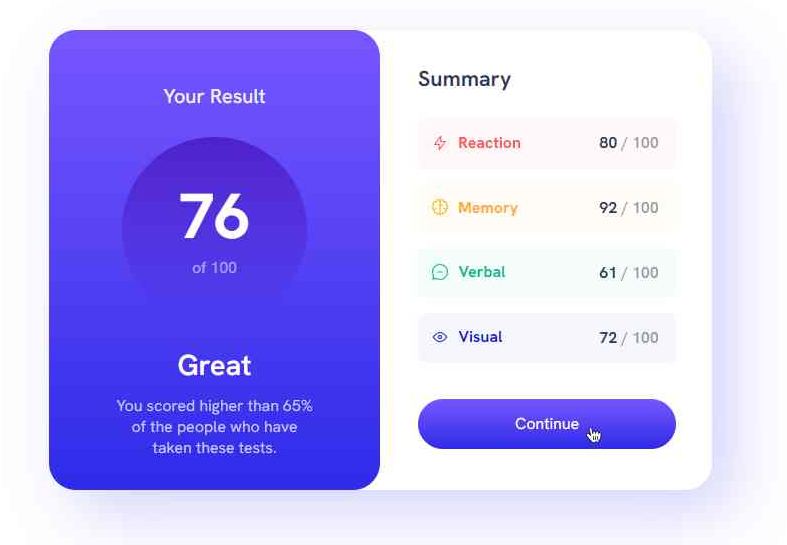 Your Result
76
of 100
Great
You scored higher than 65%
of the people who have
taken these tests.
Summary
Reaction 80 / 100
Memory 92 / 100
Verbal 61 / 100
Visual 72 / 100
Continue